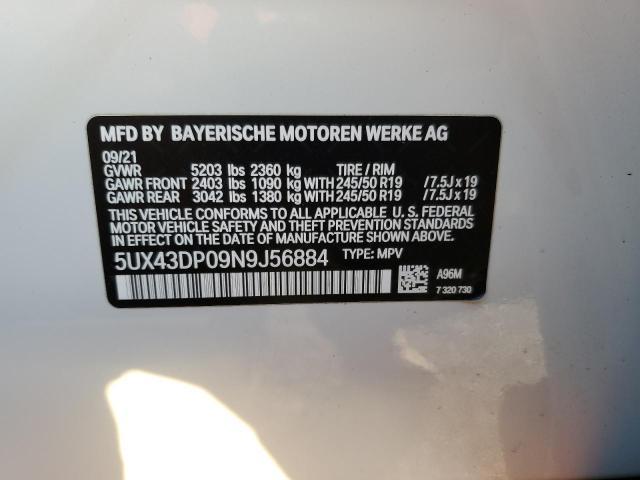 MFD BY BAYERISCHE MOTOREN WERKE AG
09/21
GVWR 5203 lbs 2360 kg TIRE / RIM
GAWR FRONT 2403 lbs 1090 kg WITH 245/50 R19 /7.5J x 19
GAWR REAR 3042 lbs 1380 kg WITH 245/50 R19 /7.5J x 19
THIS VEHICLE CONFORMS TO ALL APPLICABLE U. S. FEDERAL
MOTOR VEHICLE SAFETY AND THEFT PREVENTION STANDARDS
IN EFFECT ON THE DATE OF MANUFACTURE SHOWN ABOVE.
5UX43DP09N9J56884 TYPE: MPV
A96M
7 320 730